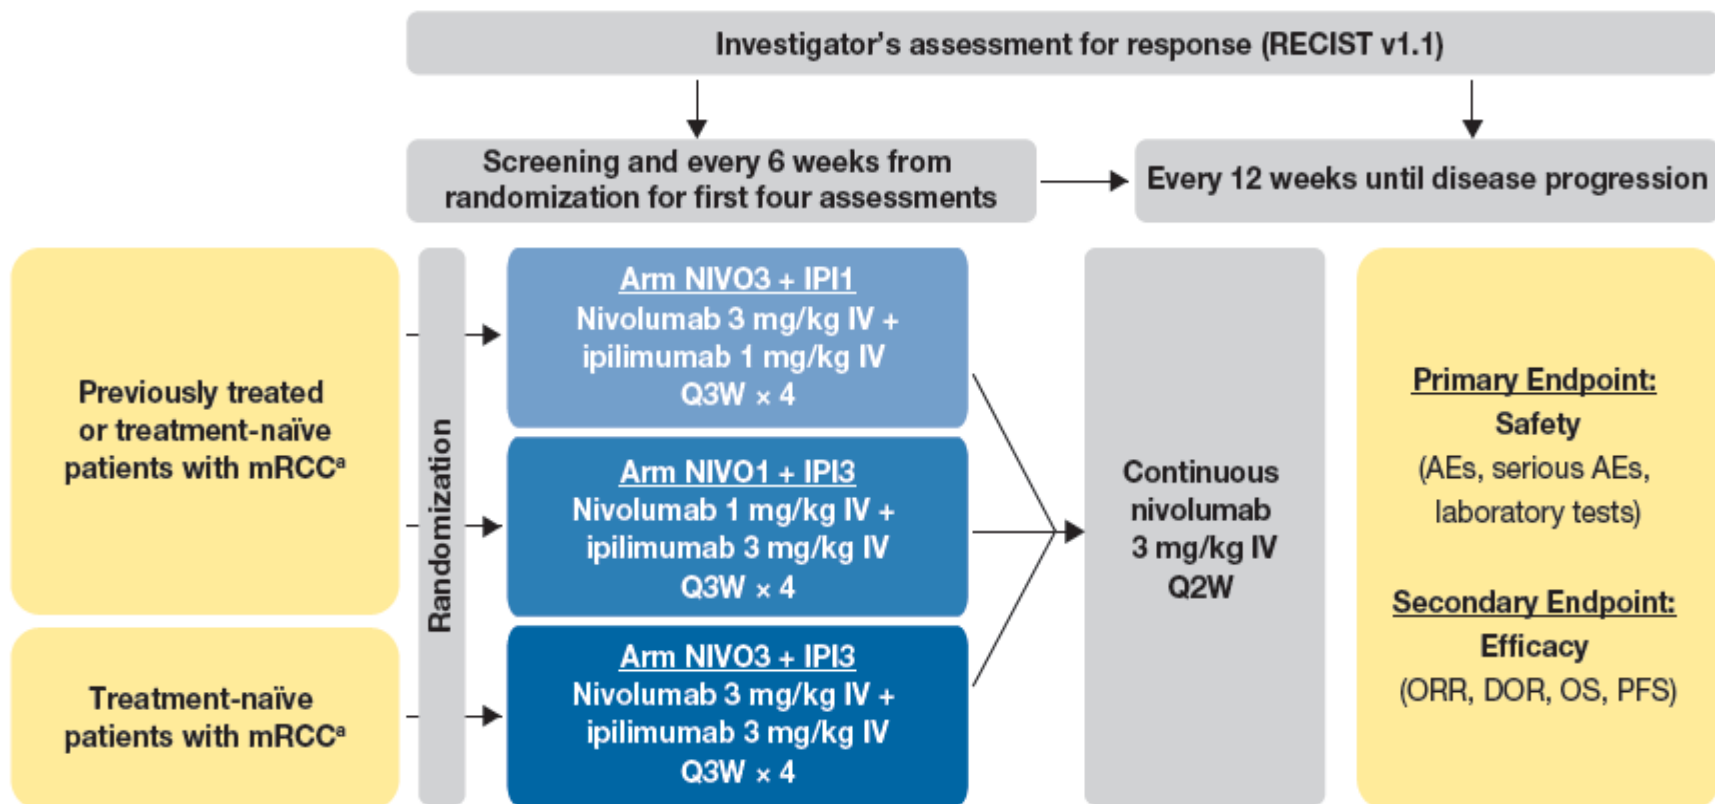 Investigator's assessment for response (RECIST v1.1)
Screening and every 6 weeks from
randomization for first four assessments
Every 12 weeks until disease progression
Previously treated
or treatment-naïve
patients with mRCCᵃ
Treatment-naïve
patients with mRCCᵃ
Randomization
Arm NIVO3 + IPI1
Nivolumab 3 mg/kg IV +
ipilimumab 1 mg/kg IV
Q3W × 4
Arm NIVO1 + IPI3
Nivolumab 1 mg/kg IV +
ipilimumab 3 mg/kg IV
Q3W × 4
Arm NIVO3 + IPI3
Nivolumab 3 mg/kg IV +
ipilimumab 3 mg/kg IV
Q3W × 4
Continuous
nivolumab
3 mg/kg IV
Q2W
Primary Endpoint:
Safety
(AEs, serious AEs,
laboratory tests)
Secondary Endpoint:
Efficacy
(ORR, DOR, OS, PFS)